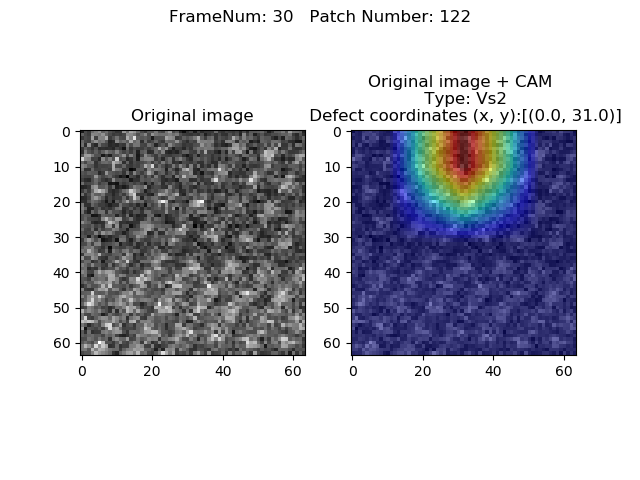 FrameNum: 30   Patch Number: 122
Original image
0
10
20
30
40
50
60
0 20 40 60
Original image + CAM
Type: Vs2
Defect coordinates (x, y):[(0.0, 31.0)]
0
10
20
30
40
50
60
0 20 40 60